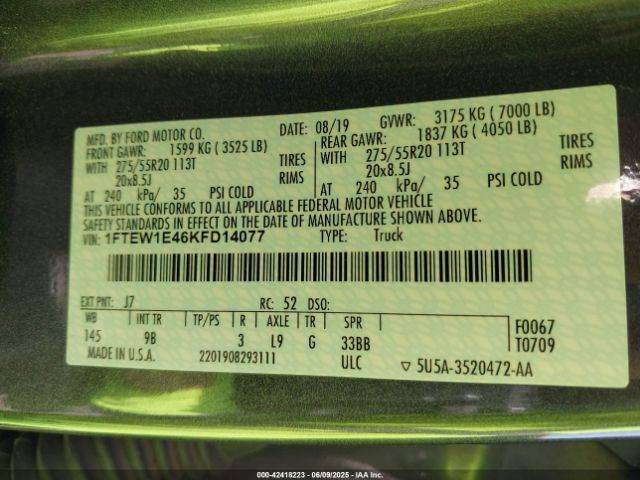 MFD. BY FORD MOTOR CO.
DATE: 08/19 GVWR: 3175 KG ( 7000 LB)
FRONT GAWR: 1599 KG ( 3525 LB) REAR GAWR: 1837 KG ( 4050 LB)
WITH 275/55R20 113T TIRES WITH 275/55R20 113T TIRES
20x8.5J RIMS 20x8.5J RIMS
AT 240 kPa/ 35 PSI COLD AT 240 kPa/ 35 PSI COLD
THIS VEHICLE CONFORMS TO ALL APPLICABLE FEDERAL MOTOR VEHICLE
SAFETY STANDARDS IN EFFECT ON THE DATE OF MANUFACTURE SHOWN ABOVE.
VIN: 1FTEW1E46KFD14077 TYPE: Truck
EXT PNT: J7 RC: 52 DSO:
WB INT TR TP/PS R AXLE TR SPR F0067
145 9B 3 L9 G 33BB T0709
MADE IN U.S.A. 2201908293111 ULC ▽ 5U5A-3520472-AA
000-42418223 - 06/09/2025 - IAA Inc.